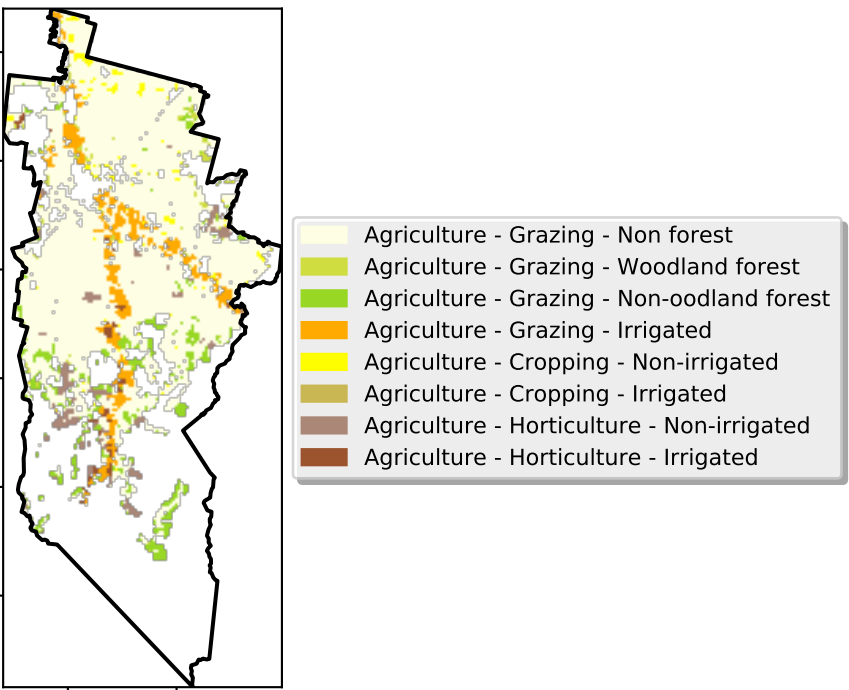 Agriculture - Grazing - Non forest
Agriculture - Grazing - Woodland forest
Agriculture - Grazing - Non-oodland forest
Agriculture - Grazing - Irrigated
Agriculture - Cropping - Non-irrigated
Agriculture - Cropping - Irrigated
Agriculture - Horticulture - Non-irrigated
Agriculture - Horticulture - Irrigated